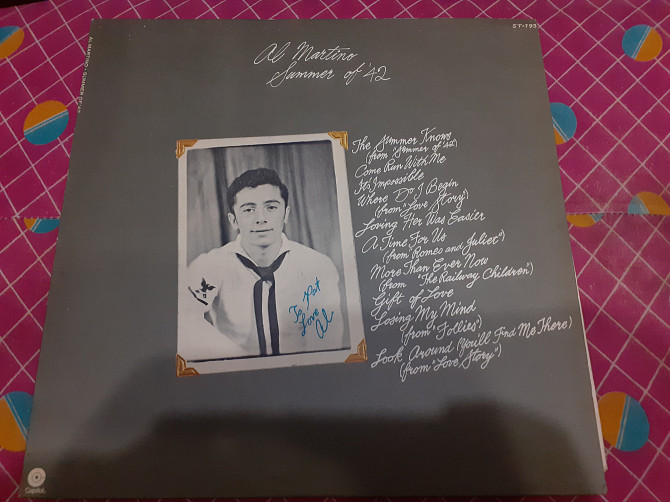 ST-793
Al Martino
Summer of '42
The Summer Knows
(from "Summer of '42)
Come Run With Me
It's Impossible
Where Do I Begin
(from "Love Story")
Loving Her Was Easier
A Time For Us
(from "Romeo and Juliet")
More Than Ever Now
(from "The Railway Children")
Gift of Love
Losing My Mind
(from "Follies")
Look Around (You'll Find Me There)
(from "Love Story")
To Pat
Love
Al
Capitol